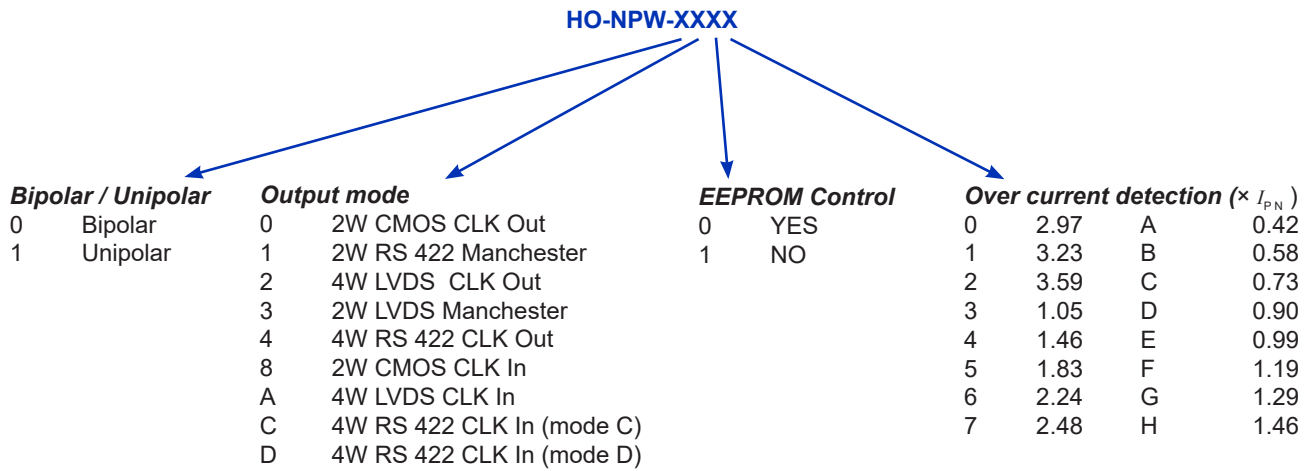 HO-NPW-XXXX
Bipolar / Unipolar
0 Bipolar
1 Unipolar
Output mode
0 2W CMOS CLK Out
1 2W RS 422 Manchester
2 4W LVDS CLK Out
3 2W LVDS Manchester
4 4W RS 422 CLK Out
8 2W CMOS CLK In
A 4W LVDS CLK In
C 4W RS 422 CLK In (mode C)
D 4W RS 422 CLK In (mode D)
EEPROM Control
0 YES
1 NO
Over current detection (× I_PN )
0 2.97 A 0.42
1 3.23 B 0.58
2 3.59 C 0.73
3 1.05 D 0.90
4 1.46 E 0.99
5 1.83 F 1.19
6 2.24 G 1.29
7 2.48 H 1.46